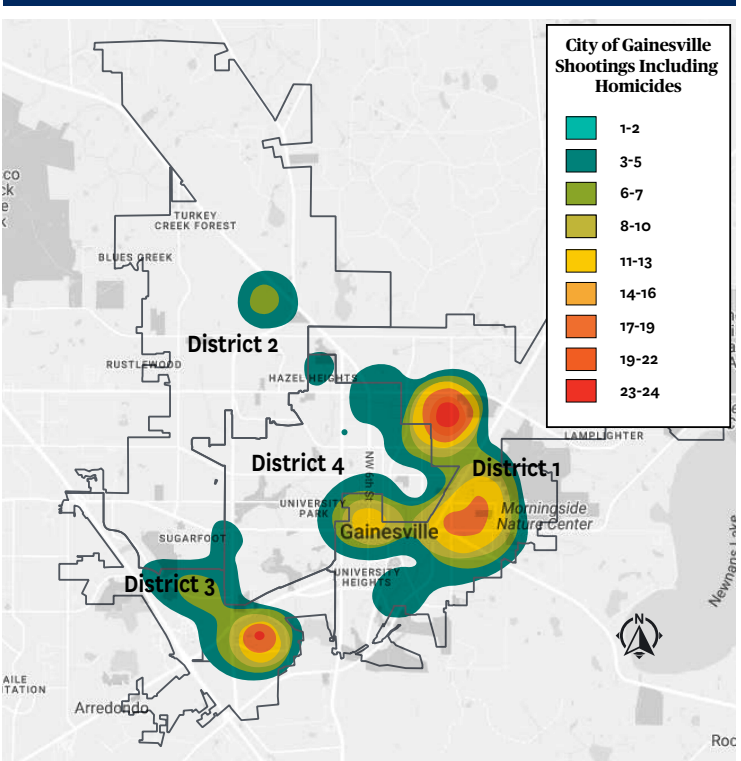 City of Gainesville
Shootings Including
Homicides
1-2
3-5
6-7
8-10
11-13
14-16
17-19
19-22
23-24
TURKEY
CREEK FOREST
BLUES CREEK
District 2
RUSTLEWOOD
HAZEL HEIGHTS
LAMPLIGHTER
District 4
NW 6th St
District 1
UNIVERSITY
PARK
Morningside
Nature Center
Gainesville
SUGARFOOT
UNIVERSITY
HEIGHTS
District 3
Newnans Lake
N
Arredondo